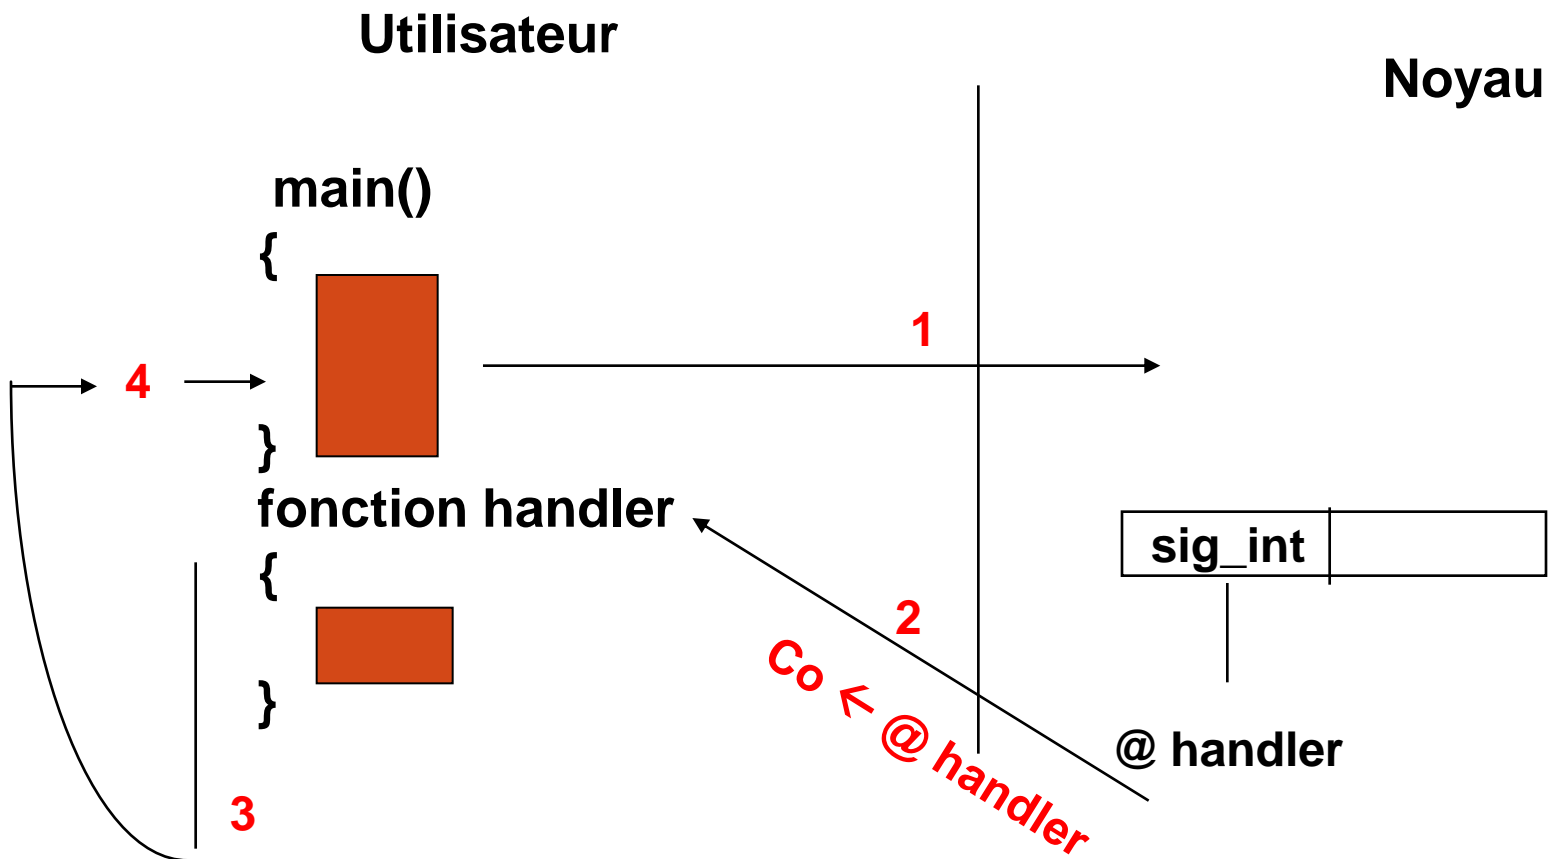 Utilisateur
Noyau
main()
{
1
4
}
fonction handler
sig_int
{
2
Co ← @ handler
}
@ handler
3